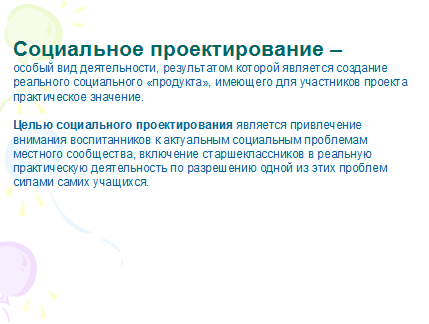 Социальное проектирование –
особый вид деятельности, результатом которой является создание
реального социального «продукта», имеющего для участников проекта
практическое значение.
Целью социального проектирования является привлечение
внимания воспитанников к актуальным социальным проблемам
местного сообщества, включение старшеклассников в реальную
практическую деятельность по разрешению одной из этих проблем
силами самих учащихся.